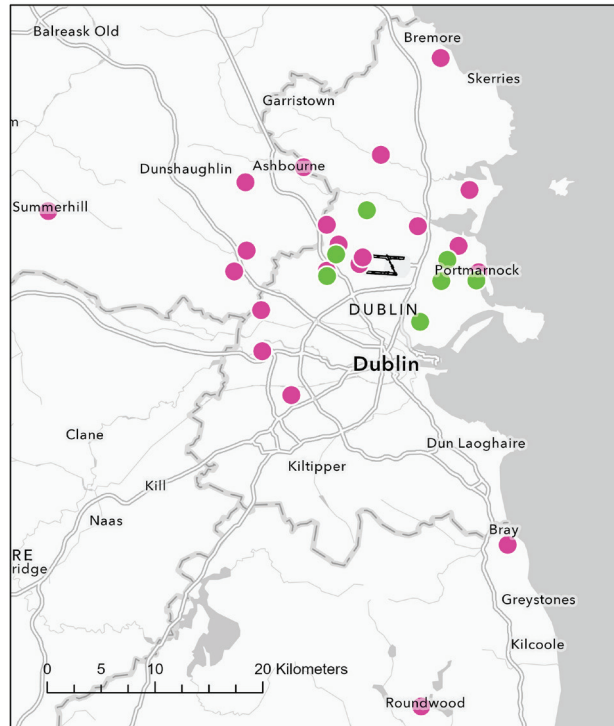 Balreask Old
Bremore
Skerries
Garristown
m
Ashbourne
Dunshaughlin
Summerhill
Portmarnock
DUBLIN
Dublin
Clane
Dun Laoghaire
Kiltipper
Kill
Naas
Bray
RE
ridge
Greystones
Kilcoole
0 5 10 20 Kilometers
Roundwood